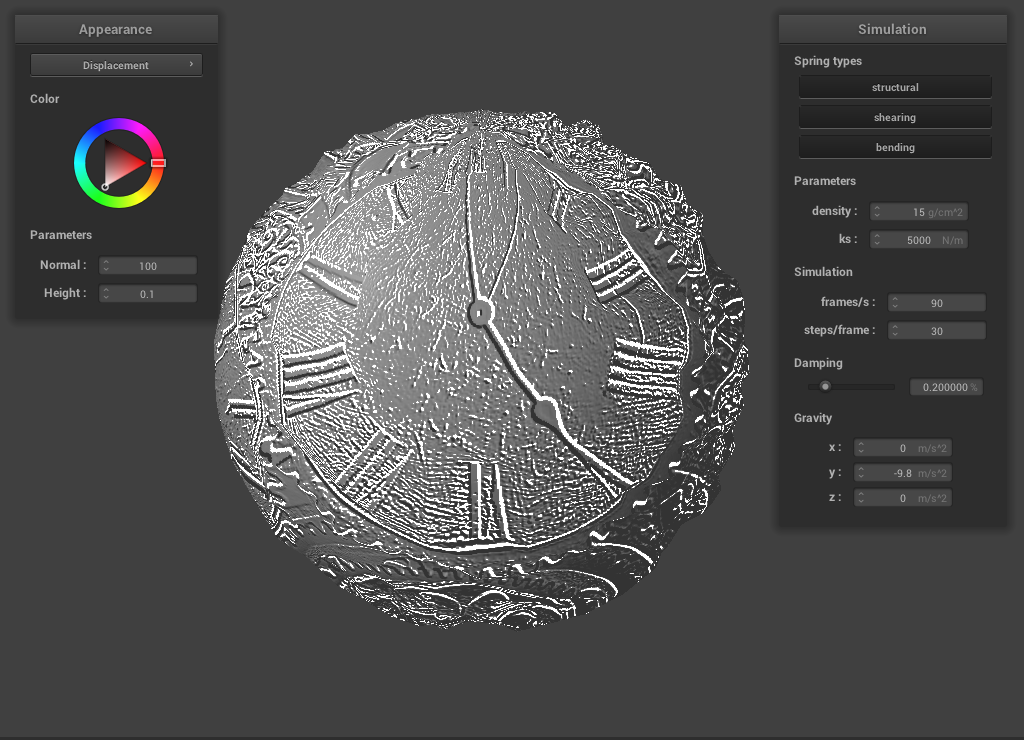 Appearance
Displacement ›
Color
Parameters
Normal : 100
Height : 0.1
Simulation
Spring types
structural
shearing
bending
Parameters
density : 15 g/cm^2
ks : 5000 N/m
Simulation
frames/s : 90
steps/frame : 30
Damping
0.200000 %
Gravity
x : 0 m/s^2
y : -9.8 m/s^2
z : 0 m/s^2